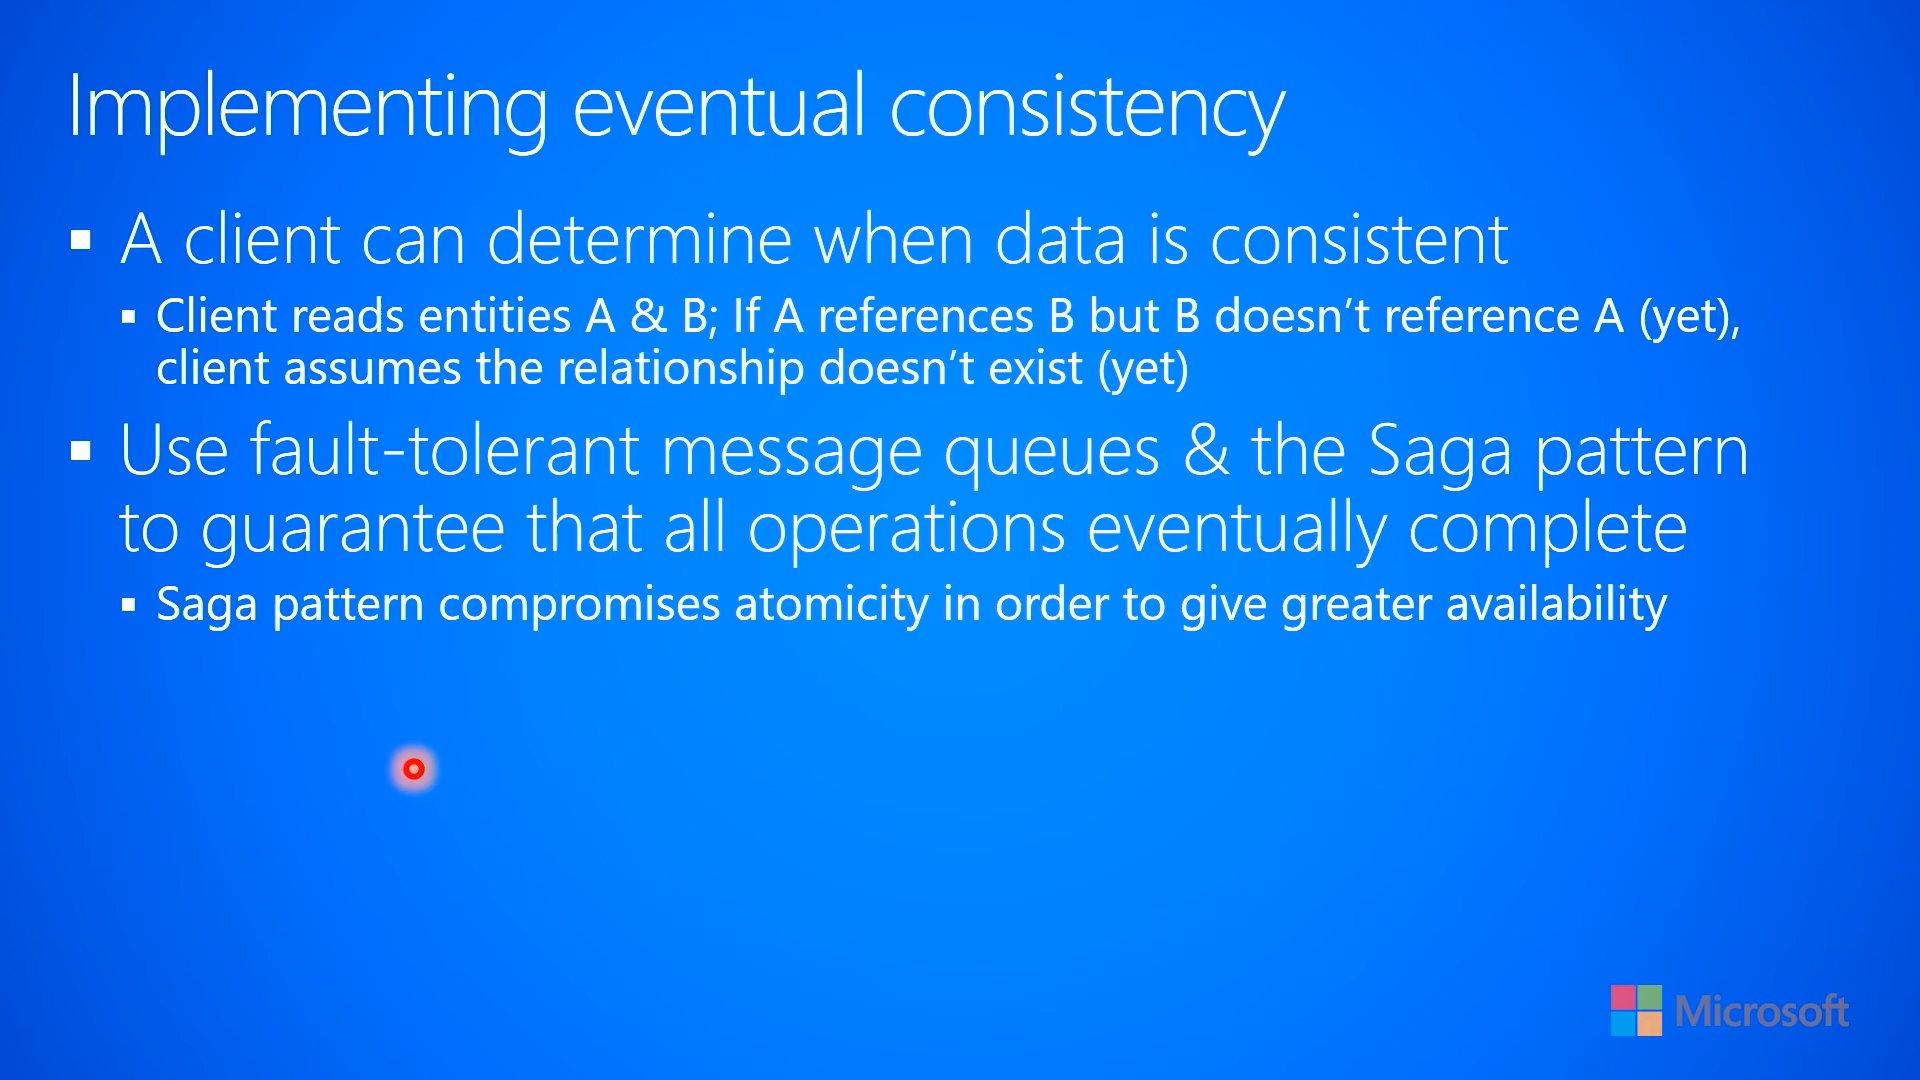 Implementing eventual consistency
▪ A client can determine when data is consistent
▪ Client reads entities A & B; If A references B but B doesn’t reference A (yet),
client assumes the relationship doesn’t exist (yet)
▪ Use fault-tolerant message queues & the Saga pattern
to guarantee that all operations eventually complete
▪ Saga pattern compromises atomicity in order to give greater availability
Microsoft